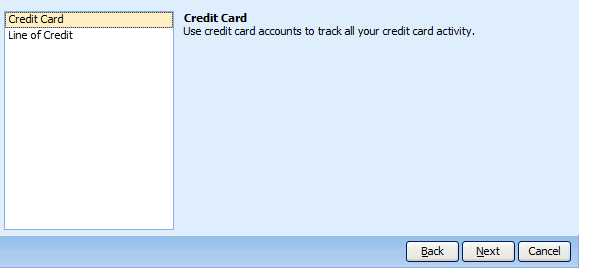 Credit Card
Line of Credit
Credit Card
Use credit card accounts to track all your credit card activity.
Back
Next
Cancel